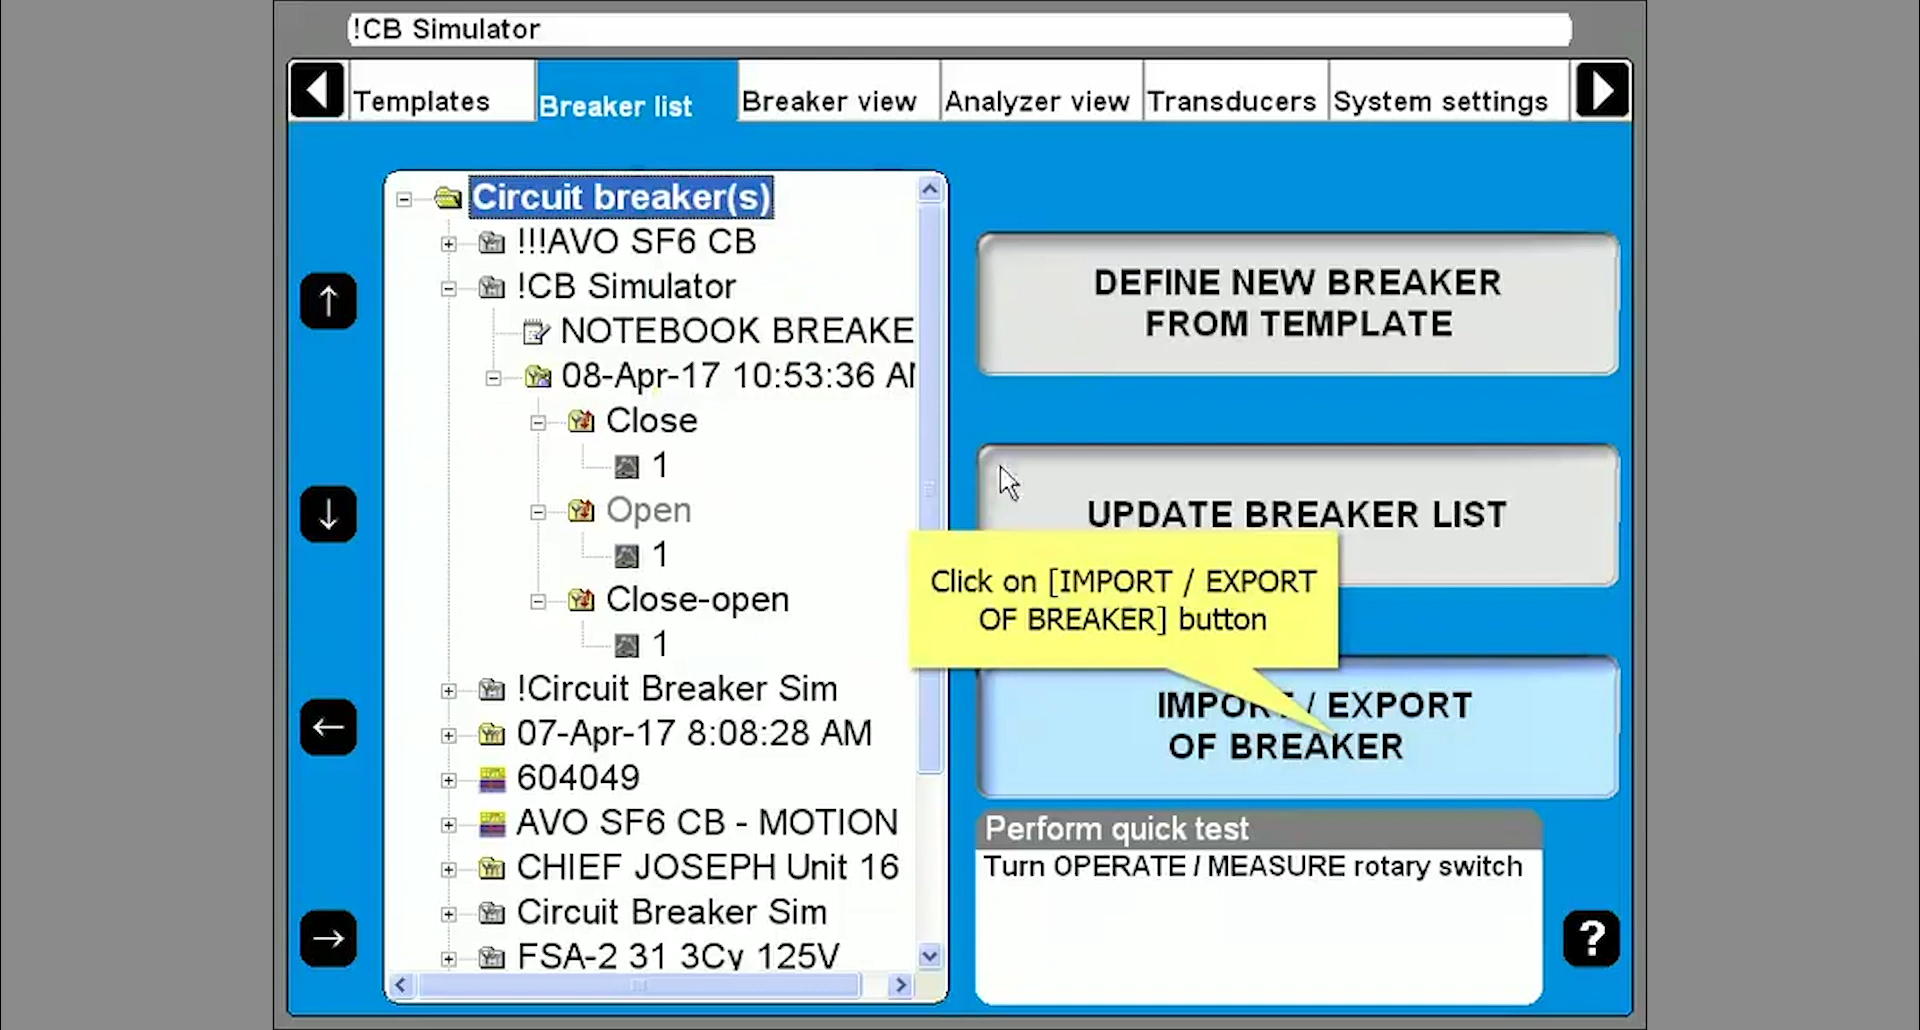 !CB Simulator
Templates
Breaker list
Breaker view
Analyzer view
Transducers
System settings
Circuit breaker(s)
!!!AVO SF6 CB
!CB Simulator
NOTEBOOK BREAKE
08-Apr-17 10:53:36 AM
Close
1
Open
1
Close-open
1
!Circuit Breaker Sim
07-Apr-17 8:08:28 AM
604049
AVO SF6 CB - MOTION
CHIEF JOSEPH Unit 16
Circuit Breaker Sim
FSA-2 31 3Cy 125V
DEFINE NEW BREAKER
FROM TEMPLATE
UPDATE BREAKER LIST
Click on [IMPORT / EXPORT
OF BREAKER] button
IMPORT / EXPORT
OF BREAKER
Perform quick test
Turn OPERATE / MEASURE rotary switch
?